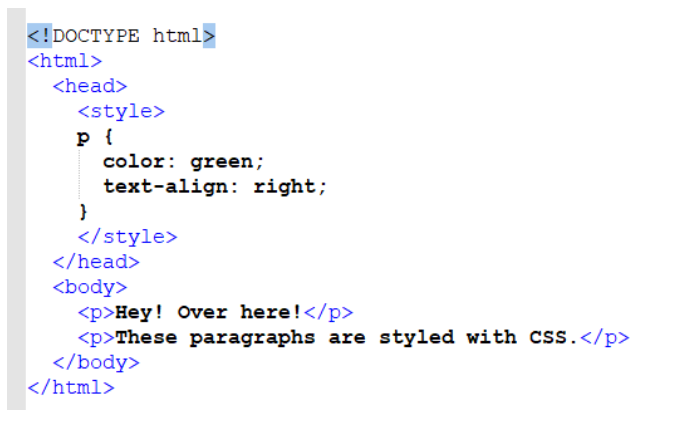 <!DOCTYPE html>
<html>
  <head>
    <style>
    p {
      color: green;
      text-align: right;
    }
    </style>
  </head>
  <body>
    <p>Hey! Over here!</p>
    <p>These paragraphs are styled with CSS.</p>
  </body>
</html>